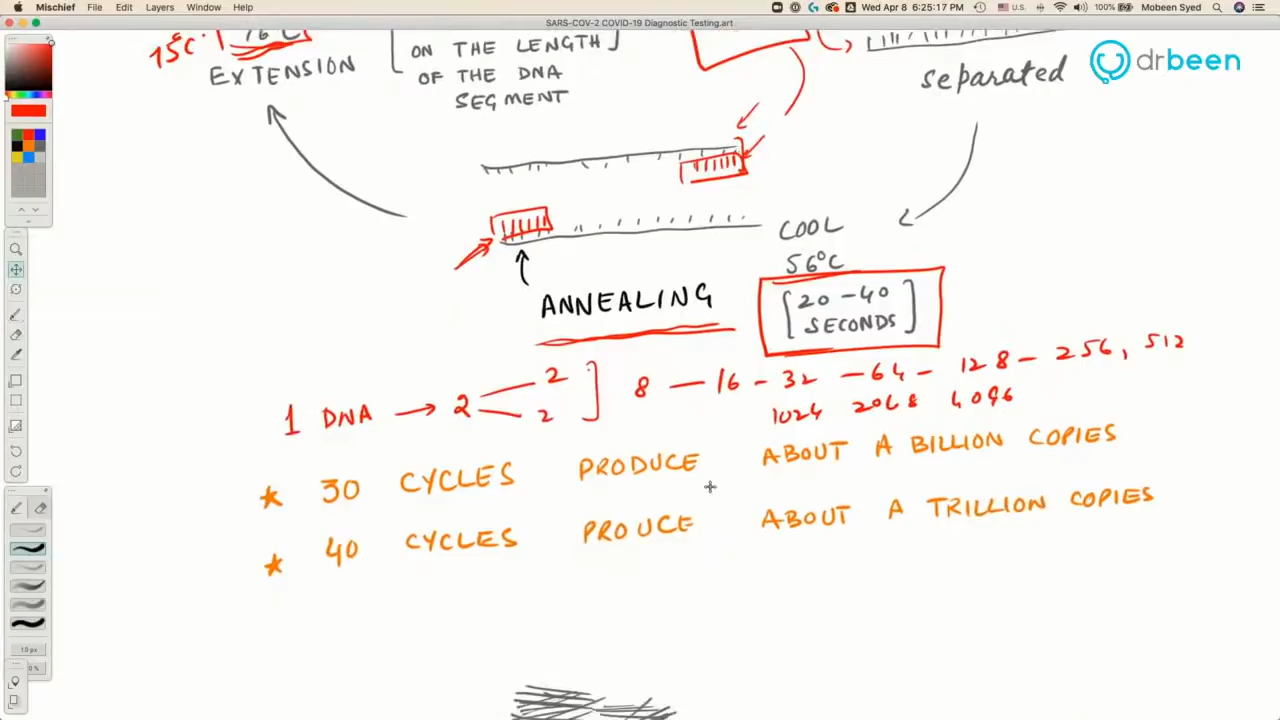 Mischief File Edit Layers Window Help
100% Wed Apr 8 6:25:17 PM Mobeen Syed
U.S.
SARS-COV-2 COVID-19 Diagnostic Testing.art
drbeen
EXTENSION
ON THE LENGTH
OF THE DNA
SEGMENT
separated
COOL
56°C
ANNEALING
[20 - 40
SECONDS]
1 DNA → 2
2
2
8 — 16 - 32 — 64 - 128 - 256, 512
1024 2048 4096
★ 30 CYCLES PRODUCE ABOUT A BILLION COPIES
★ 40 CYCLES PROUCE ABOUT A TRILLION COPIES